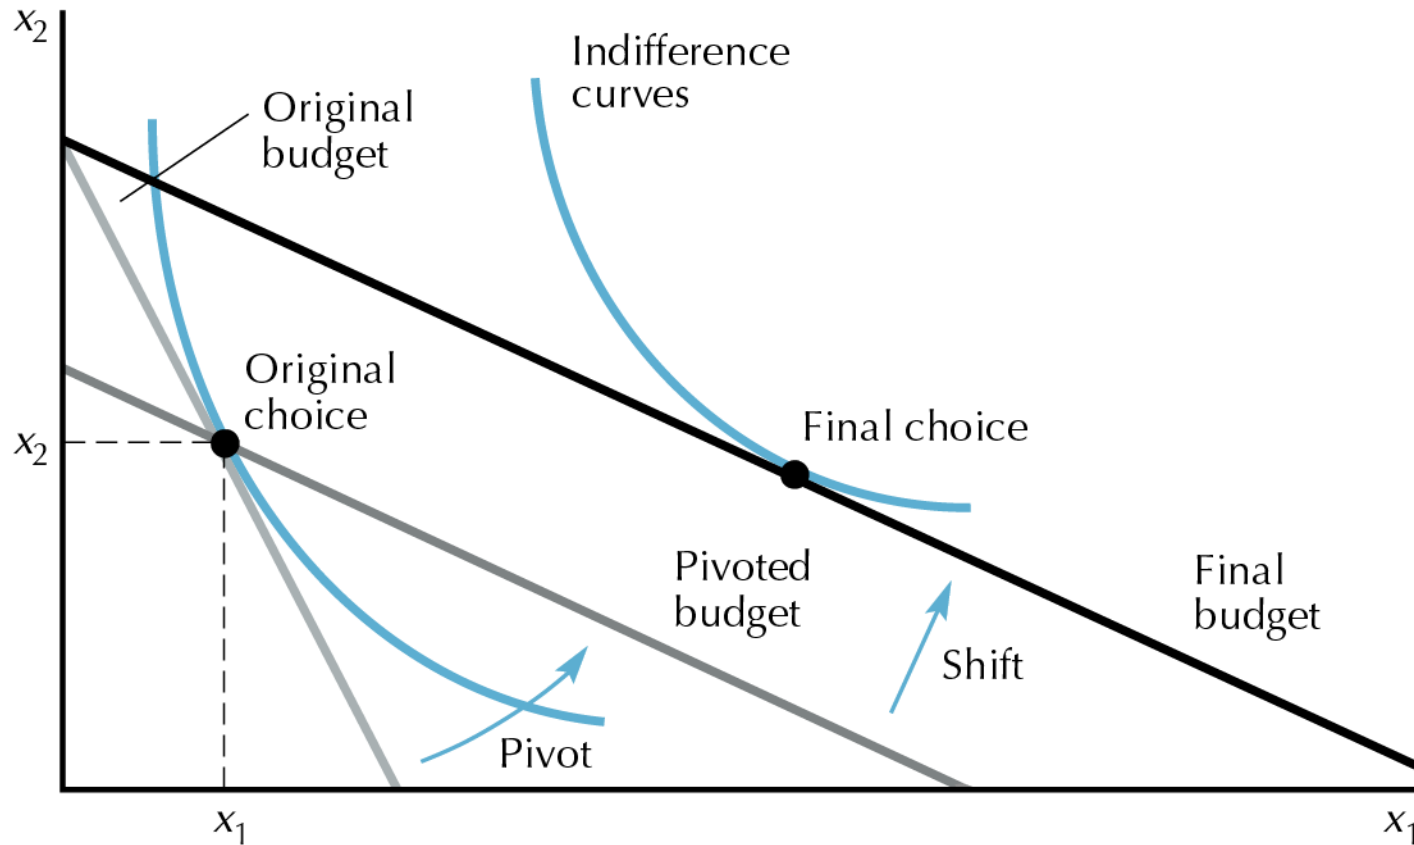 x₂
Indifference
curves
Original
budget
Original
choice
x₂
Final choice
Pivoted
budget
Final
budget
Shift
Pivot
x₁
x₁